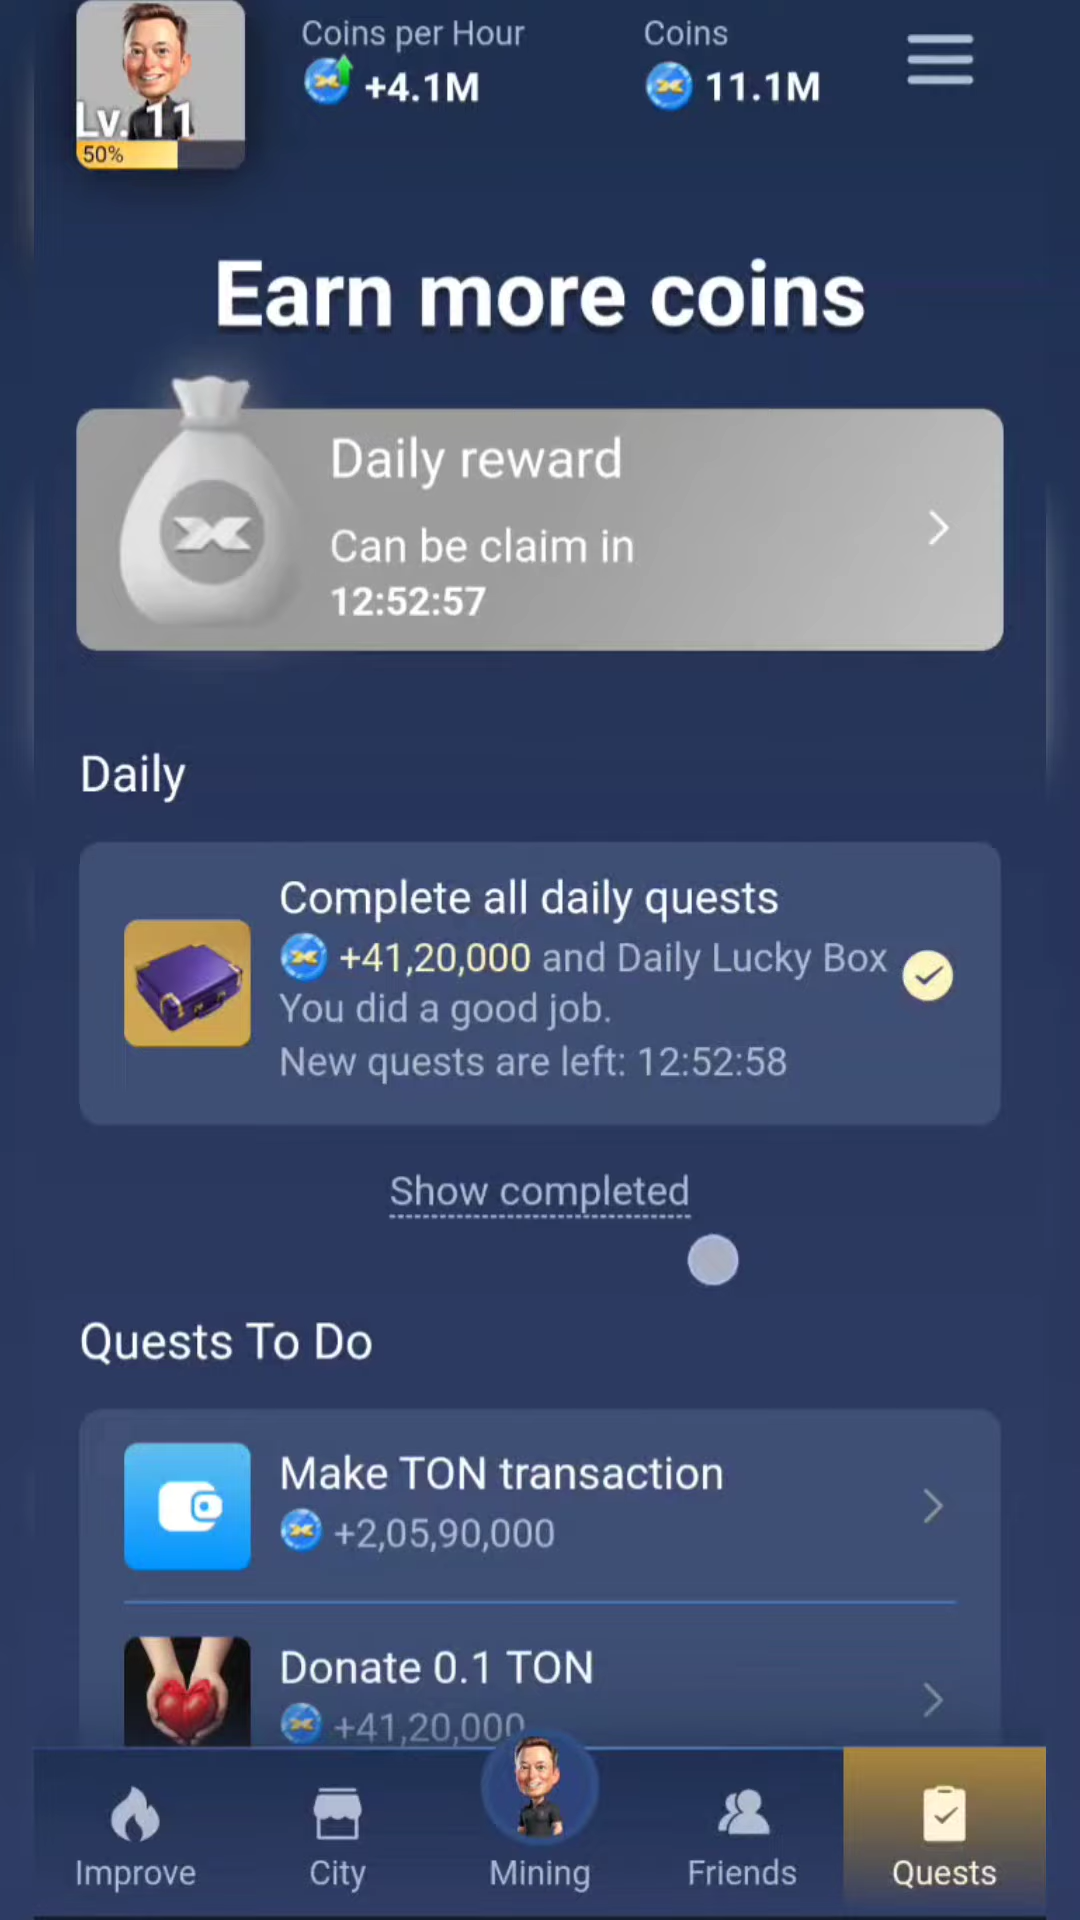 Coins per Hour
+4.1M
Coins
11.1M
Lv. 11
50%
Earn more coins
Daily reward
Can be claim in
12:52:57
Daily
Complete all daily quests
+41,20,000 and Daily Lucky Box
You did a good job.
New quests are left: 12:52:58
Show completed
Quests To Do
Make TON transaction
+2,05,90,000
Donate 0.1 TON
+41,20,000
Improve
City
Mining
Friends
Quests